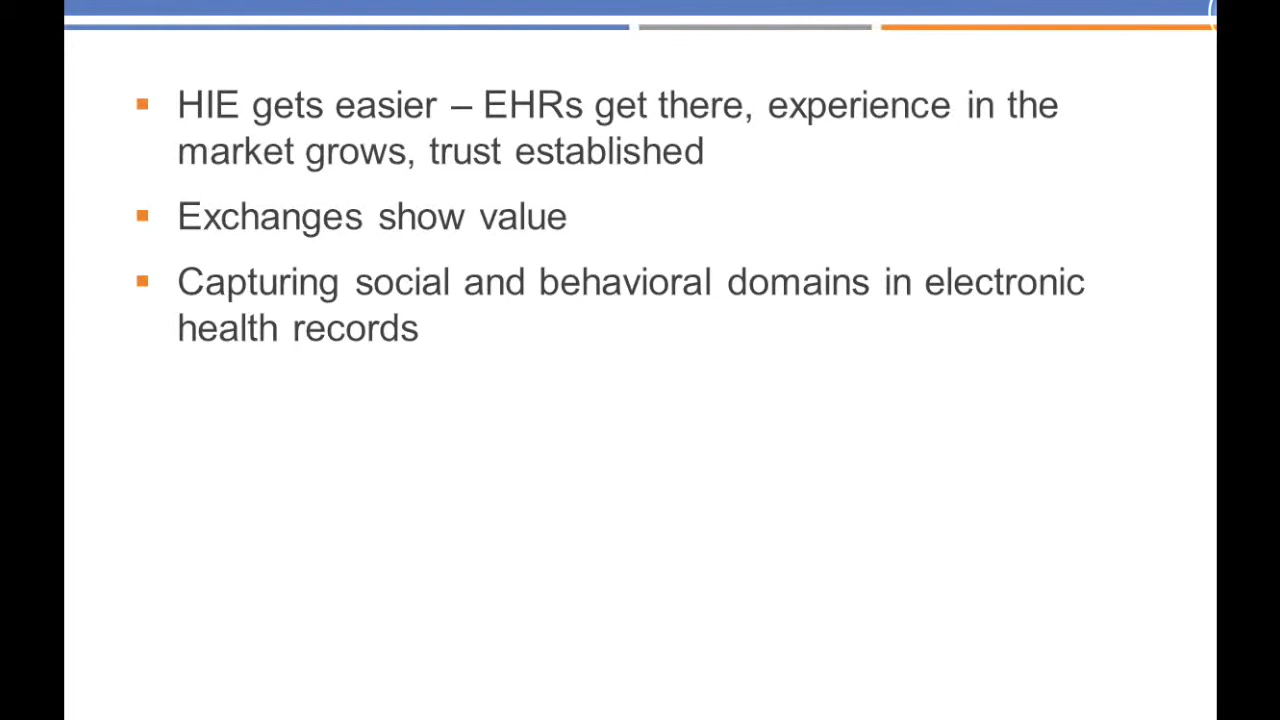 HIE gets easier – EHRs get there, experience in the
market grows, trust established
Exchanges show value
Capturing social and behavioral domains in electronic
health records